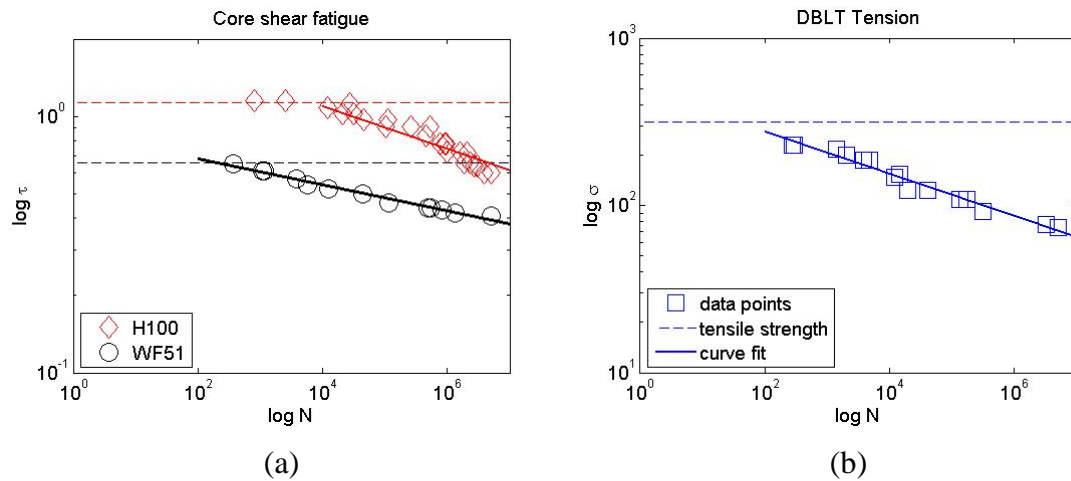 Core shear fatigue
10^0
10^-1
log τ
10^0 10^2 10^4 10^6
log N
H100
WF51
(a)
DBLT Tension
10^3
10^2
10^1
log σ
10^0 10^2 10^4 10^6
log N
data points
tensile strength
curve fit
(b)